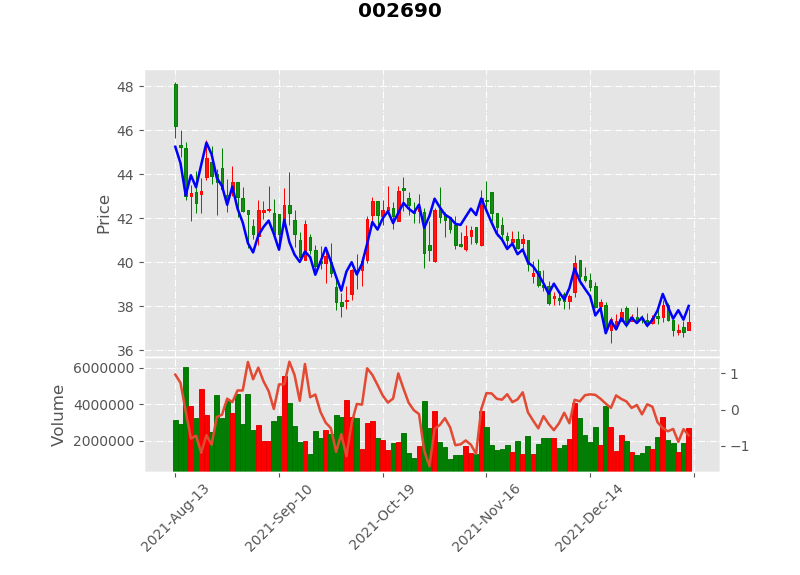 002690
48
46
44
42
40
38
36
Price
6000000
4000000
2000000
Volume
1
0
−1
2021-Aug-13
2021-Sep-10
2021-Oct-19
2021-Nov-16
2021-Dec-14